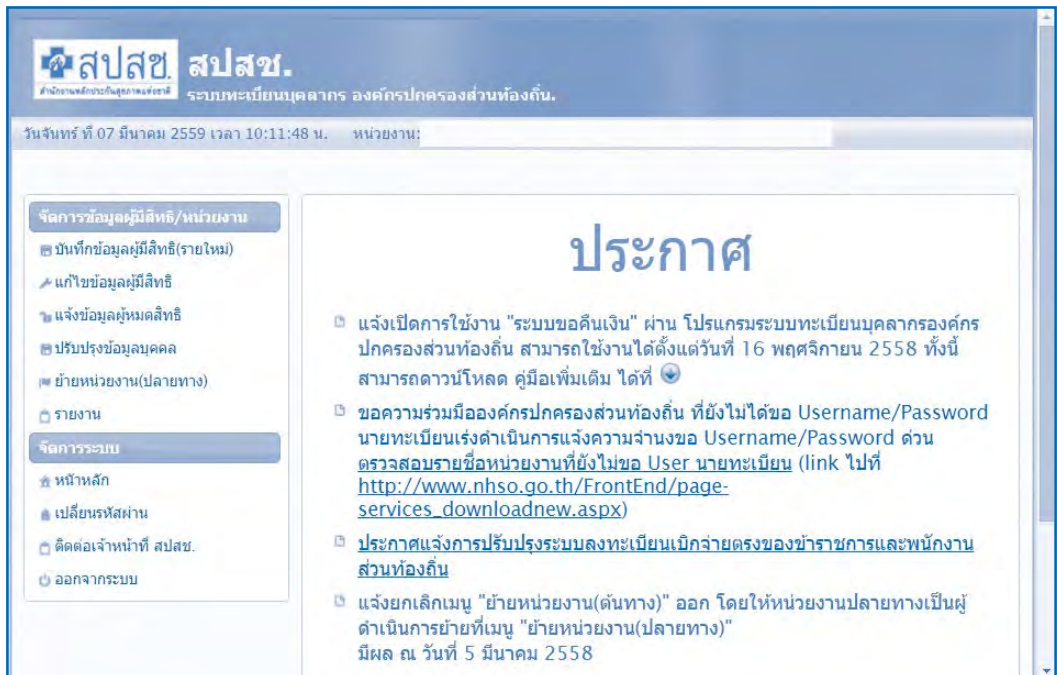 สปสช.
สำนักงานหลักประกันสุขภาพแห่งชาติ
สปสช.
ระบบทะเบียนบุคลากร องค์กรปกครองส่วนท้องถิ่น.
วันจันทร์ ที่ 07 มีนาคม 2559 เวลา 10:11:48 น. หน่วยงาน:
จัดการข้อมูลผู้มีสิทธิ/หน่วยงาน
บันทึกข้อมูลผู้มีสิทธิ(รายใหม่)
แก้ไขข้อมูลผู้มีสิทธิ
แจ้งข้อมูลผู้หมดสิทธิ
ปรับปรุงข้อมูลบุคคล
ย้ายหน่วยงาน(ปลายทาง)
รายงาน
จัดการระบบ
หน้าหลัก
เปลี่ยนรหัสผ่าน
ติดต่อเจ้าหน้าที่ สปสช.
ออกจากระบบ
ประกาศ
แจ้งเปิดการใช้งาน "ระบบขอคืนเงิน" ผ่าน โปรแกรมระบบทะเบียนบุคลากรองค์กร
ปกครองส่วนท้องถิ่น สามารถใช้งานได้ตั้งแต่วันที่ 16 พฤศจิกายน 2558 ทั้งนี้
สามารถดาวน์โหลด คู่มือเพิ่มเติม ได้ที่
ขอความร่วมมือองค์กรปกครองส่วนท้องถิ่น ที่ยังไม่ได้ขอ Username/Password
นายทะเบียนเร่งดำเนินการแจ้งความจำนงขอ Username/Password ด่วน
ตรวจสอบรายชื่อหน่วยงานที่ยังไม่ขอ User นายทะเบียน (link ไปที่
http://www.nhso.go.th/FrontEnd/page-
services_downloadnew.aspx)
ประกาศแจ้งการปรับปรุงระบบลงทะเบียนเบิกจ่ายตรงของข้าราชการและพนักงาน
ส่วนท้องถิ่น
แจ้งยกเลิกเมนู "ย้ายหน่วยงาน(ต้นทาง)" ออก โดยให้หน่วยงานปลายทางเป็นผู้
ดำเนินการย้ายที่เมนู "ย้ายหน่วยงาน(ปลายทาง)"
มีผล ณ วันที่ 5 มีนาคม 2558